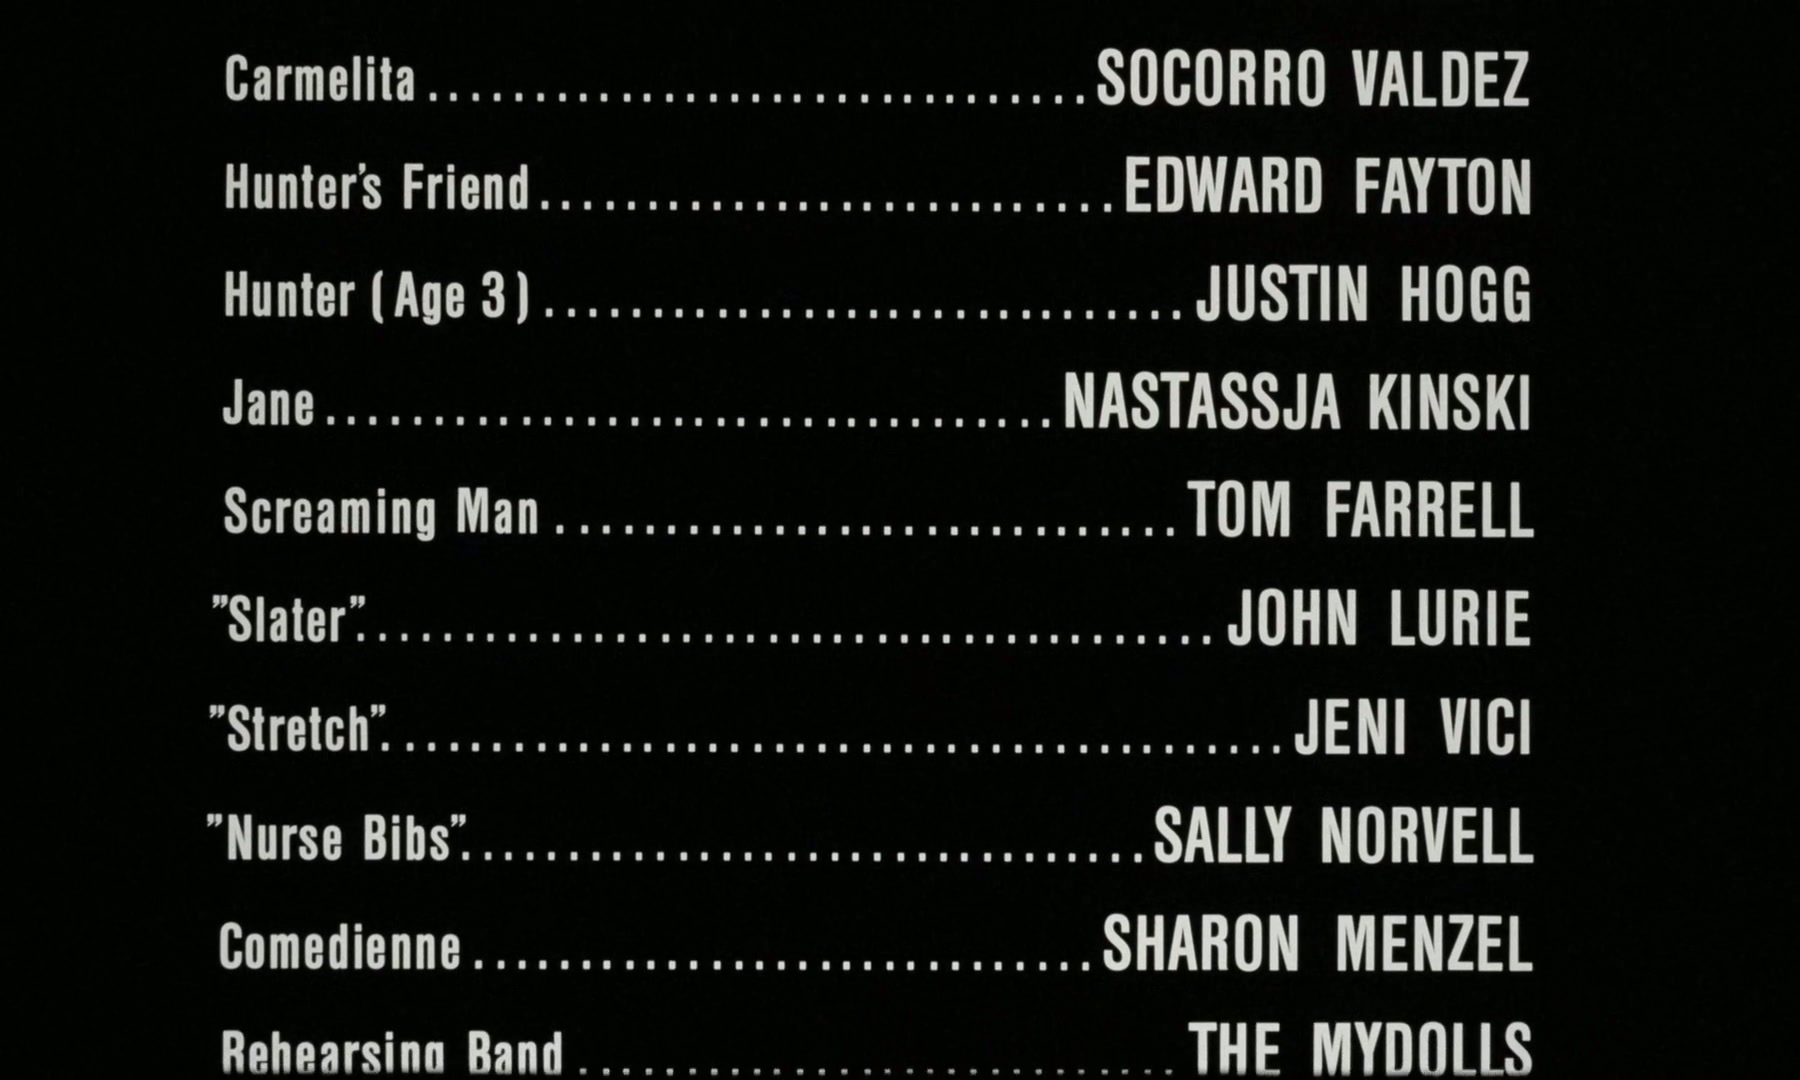 Carmelita ............................... SOCORRO VALDEZ
Hunter's Friend ........................... EDWARD FAYTON
Hunter (Age 3) .............................. JUSTIN HOGG
Jane .................................. NASTASSJA KINSKI
Screaming Man ............................. TOM FARRELL
"Slater" ........................................ JOHN LURIE
"Stretch" .......................................... JENI VICI
"Nurse Bibs" ................................ SALLY NORVELL
Comedienne ............................. SHARON MENZEL
Rehearsing Band ............................ THE MYDOLLS